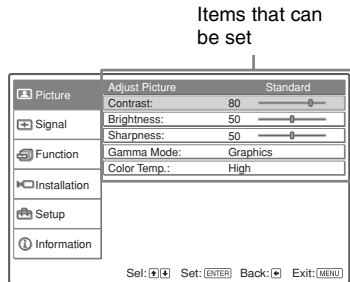 Items that can
be set
Picture
Signal
Function
Installation
Setup
Information
Adjust Picture Standard
Contrast: 80
Brightness: 50
Sharpness: 50
Gamma Mode: Graphics
Color Temp.: High
Sel: Set: ENTER Back: Exit: MENU